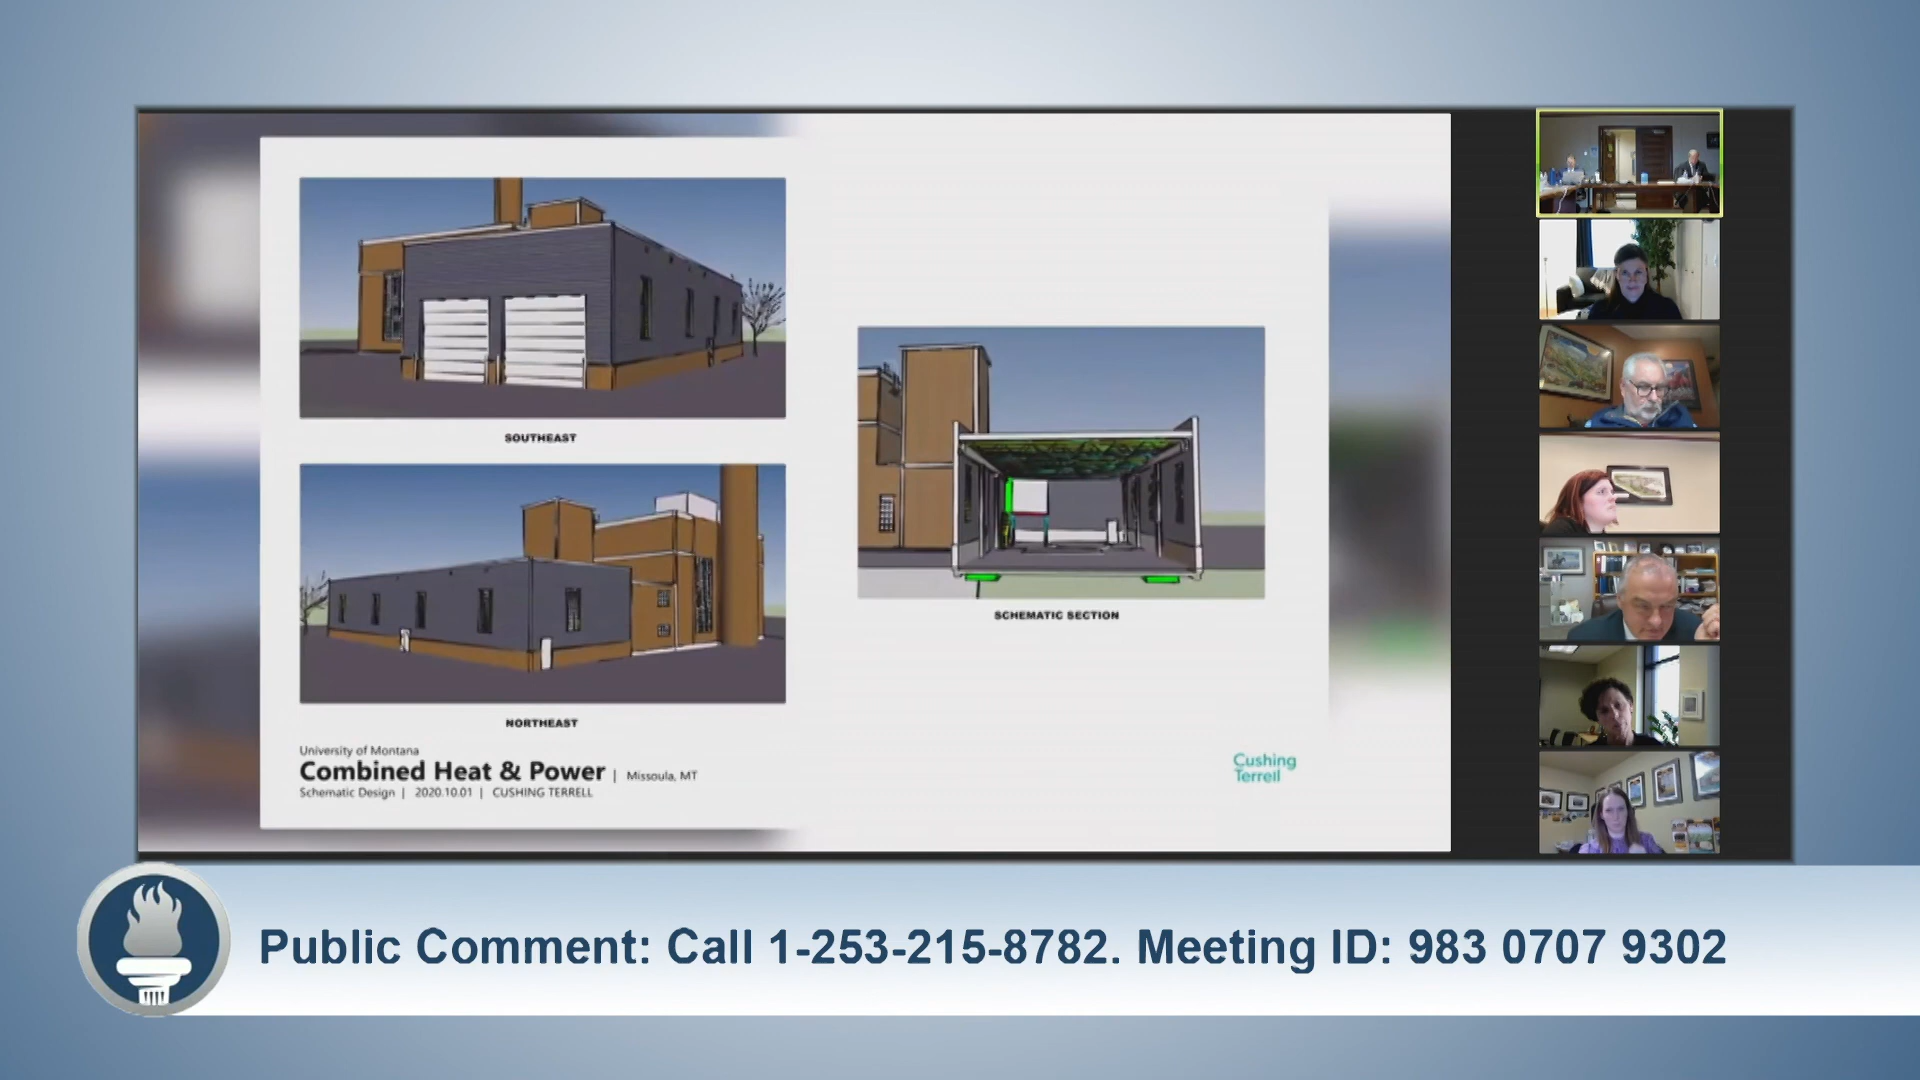 SOUTHEAST
NORTHEAST
SCHEMATIC SECTION
University of Montana
Combined Heat & Power | Missoula, MT
Schematic Design | 2020.10.01 | CUSHING TERRELL
Cushing
Terrell
Public Comment: Call 1-253-215-8782. Meeting ID: 983 0707 9302